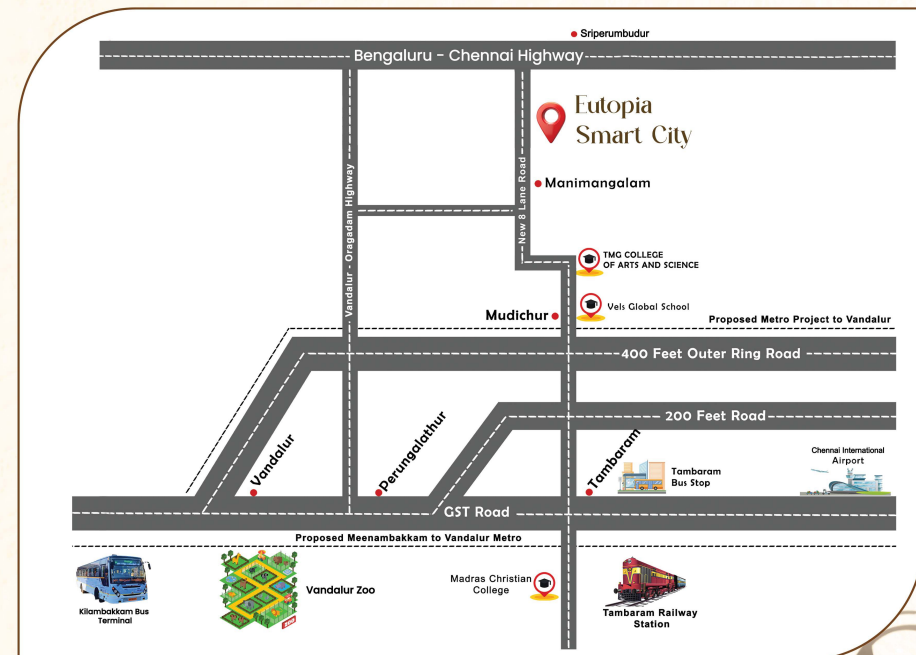 Sriperumbudur
Bengaluru - Chennai Highway
Eutopia
Smart City
Vandalur - Oragadam Highway
New 8 Lane Road
Manimangalam
TMG COLLEGE
OF ARTS AND SCIENCE
Vels Global School
Mudichur
Proposed Metro Project to Vandalur
400 Feet Outer Ring Road
200 Feet Road
Vandalur
Perungalathur
Tambaram
Tambaram
Bus Stop
Chennai International
Airport
GST Road
Proposed Meenambakkam to Vandalur Metro
Kilambakkam Bus
Terminal
Vandalur Zoo
ZOO
Madras Christian
College
Tambaram Railway
Station